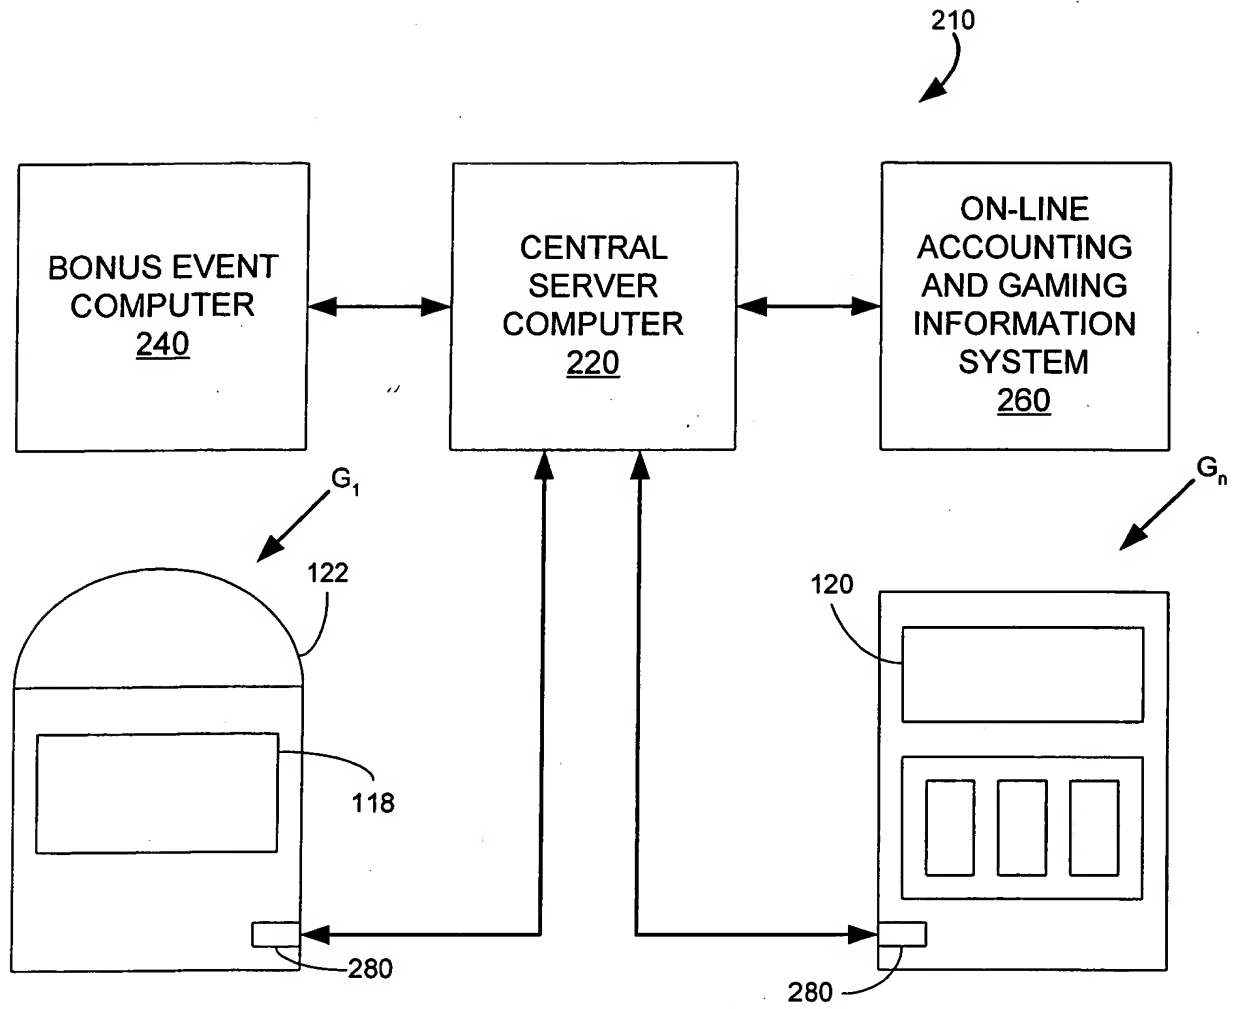 210
BONUS EVENT
COMPUTER
240
CENTRAL
SERVER
COMPUTER
220
ON-LINE
ACCOUNTING
AND GAMING
INFORMATION
SYSTEM
260
G1
Gn
122
120
118
280
280